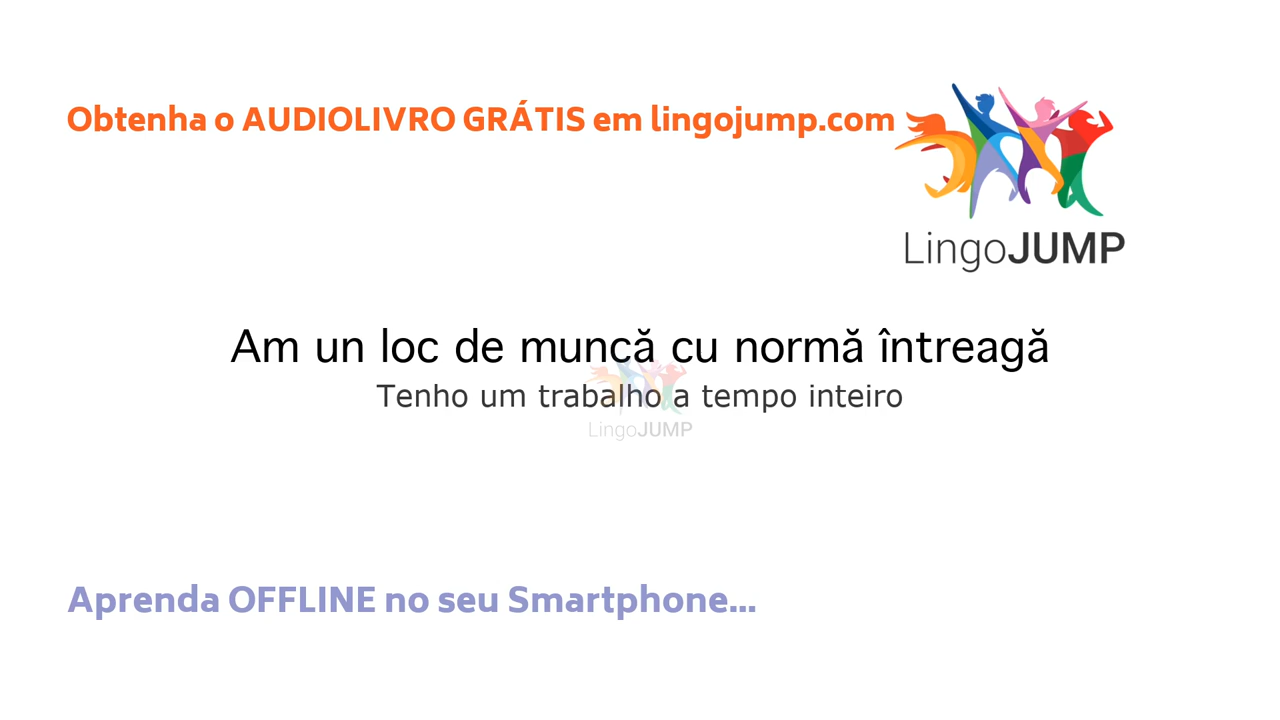 Obtenha o AUDIOLIVRO GRÁTIS em lingojump.com
LingoJUMP
Am un loc de muncă cu normă întreagă
Tenho um trabalho a tempo inteiro
LingoJUMP
Aprenda OFFLINE no seu Smartphone...